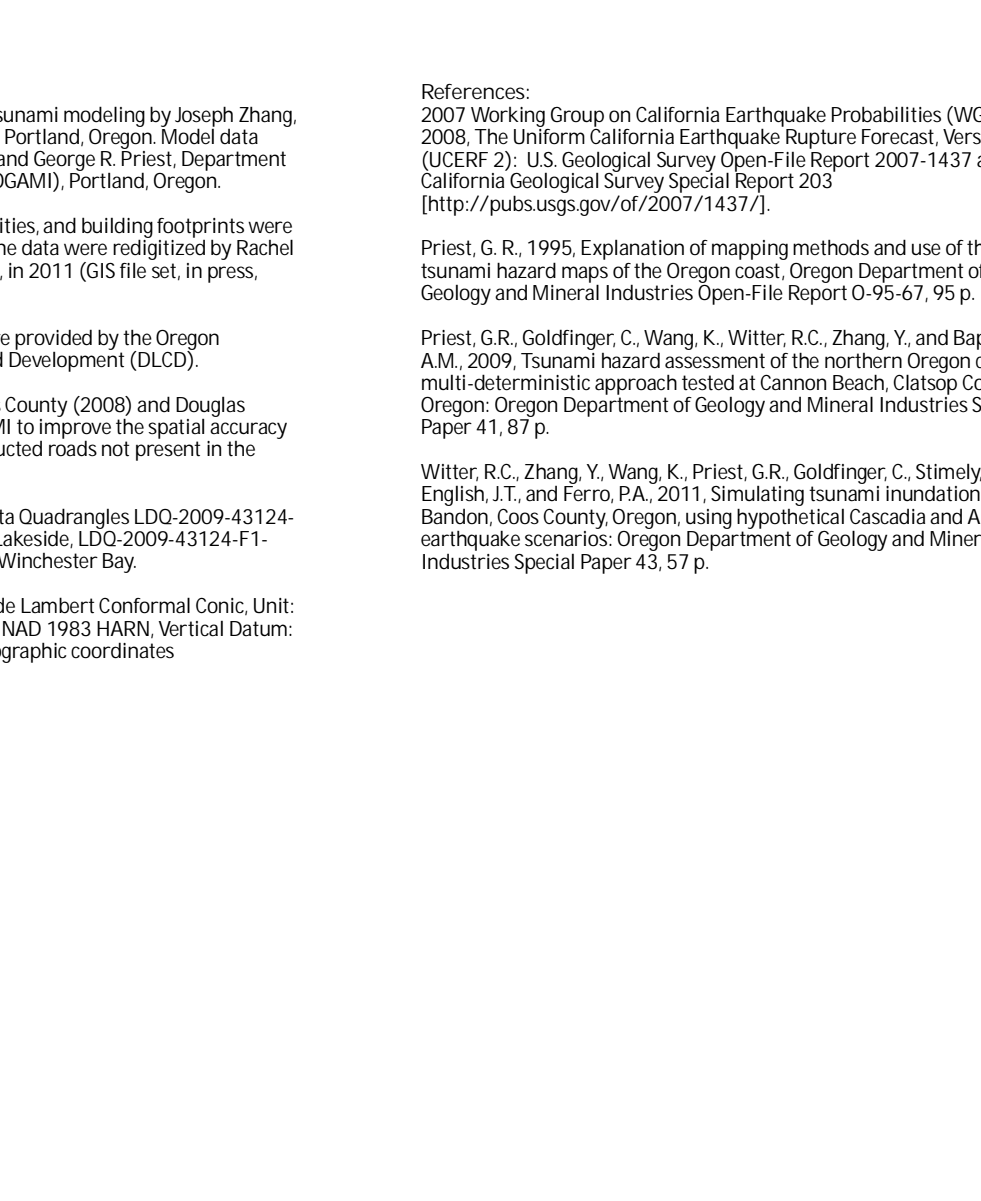 sunami modeling by Joseph Zhang,
Portland, Oregon. Model data
and George R. Priest, Department
OGAMI), Portland, Oregon.
ities, and building footprints were
ne data were redigitized by Rachel
, in 2011 (GIS file set, in press,
re provided by the Oregon
d Development (DLCD).
County (2008) and Douglas
MI to improve the spatial accuracy
ucted roads not present in the
ta Quadrangles LDQ-2009-43124-
Lakeside, LDQ-2009-43124-F1-
Winchester Bay.
de Lambert Conformal Conic, Unit:
NAD 1983 HARN, Vertical Datum:
ographic coordinates
References:
2007 Working Group on California Earthquake Probabilities (WG
2008, The Uniform California Earthquake Rupture Forecast, Vers
(UCERF 2): U.S. Geological Survey Open-File Report 2007-1437 a
California Geological Survey Special Report 203
[http://pubs.usgs.gov/of/2007/1437/].
Priest, G. R., 1995, Explanation of mapping methods and use of th
tsunami hazard maps of the Oregon coast, Oregon Department of
Geology and Mineral Industries Open-File Report O-95-67, 95 p.
Priest, G.R., Goldfinger, C., Wang, K., Witter, R.C., Zhang, Y., and Bap
A.M., 2009, Tsunami hazard assessment of the northern Oregon c
multi-deterministic approach tested at Cannon Beach, Clatsop Co
Oregon: Oregon Department of Geology and Mineral Industries S
Paper 41, 87 p.
Witter, R.C., Zhang, Y., Wang, K., Priest, G.R., Goldfinger, C., Stimely,
English, J.T., and Ferro, P.A., 2011, Simulating tsunami inundation
Bandon, Coos County, Oregon, using hypothetical Cascadia and A
earthquake scenarios: Oregon Department of Geology and Miner
Industries Special Paper 43, 57 p.